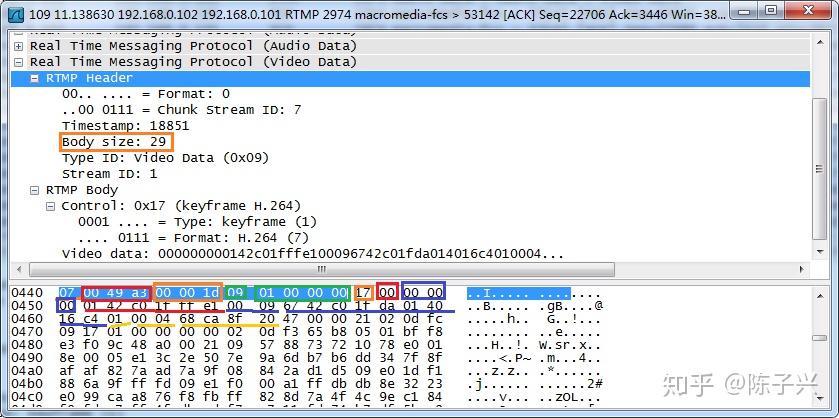 109 11.138630 192.168.0.102 192.168.0.101 RTMP 2974 macromedia-fcs > 53142 [ACK] Seq=22706 Ack=3446 Win=38...
Real Time Messaging Protocol (Audio Data)
Real Time Messaging Protocol (Audio Data)
Real Time Messaging Protocol (Video Data)
RTMP Header
00.. .... = Format: 0
..00 0111 = Chunk Stream ID: 7
Timestamp: 18851
Body size: 29
Type ID: Video Data (0x09)
Stream ID: 1
RTMP Body
Control: 0x17 (keyframe H.264)
0001 .... = Type: keyframe (1)
.... 0111 = Format: H.264 (7)
Video data: 000000000142c01fffe100096742c01fda014016c4010004...
0440 07 00 49 a3 00 00 1d 09 01 00 00 00 17 00 00 00 ..I..... ........
0450 00 01 42 c0 1f ff e1 00 09 67 42 c0 1f da 01 40 ..B..... .gB....@
0460 16 c4 01 00 04 68 ca 8f 20 47 00 00 21 02 0d fc .....h.. G..!...
0470 09 17 01 00 00 00 00 02 0d f3 65 b8 05 01 bf f8 ........ ..e.....
0480 e3 f0 9c 48 a0 00 21 09 57 88 73 72 10 78 e0 01 ...H..!. W.sr.x..
0490 8e 00 05 e1 3c 2e 50 7e 9a 6d b7 b6 dd 34 7f 8f ....<.P~ .m...4..
04a0 af af 82 7a ad 7a 9f 08 84 2a d1 d5 09 e0 1d f1 ...z.z.. .*......
04b0 88 6a 9f ff fd 09 e1 f0 00 a1 ff db db 8e 32 23 .j...... ......2#
04c0 e0 99 ca a8 76 f8 fb ff 82 8d 7a 4f 4c 9e c1 84 ....v... ..zOL...
知乎 @陈子兴